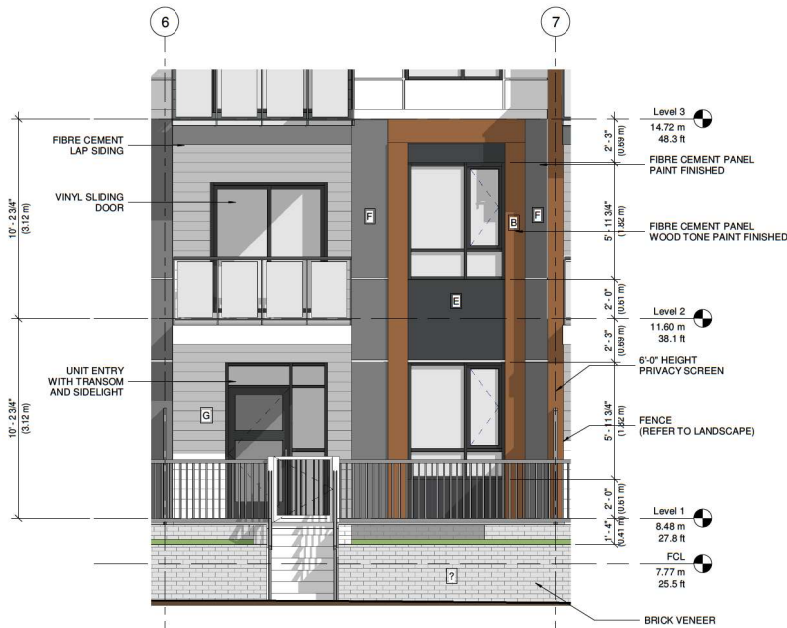 6
7
Level 3
14.72 m
48.3 ft
FIBRE CEMENT
LAP SIDING
2' - 3"
(0.69 m)
FIBRE CEMENT PANEL
PAINT FINISHED
VINYL SLIDING
DOOR
10' - 2 3/4"
(3.12 m)
5' - 11 3/4"
(1.82 m)
F
B
F
FIBRE CEMENT PANEL
WOOD TONE PAINT FINISHED
E
2' - 0"
(0.61 m)
Level 2
11.60 m
38.1 ft
2' - 3"
(0.69 m)
UNIT ENTRY
WITH TRANSOM
AND SIDELIGHT
6'-0" HEIGHT
PRIVACY SCREEN
10' - 2 3/4"
(3.12 m)
G
5' - 11 3/4"
(1.82 m)
FENCE
(REFER TO LANDSCAPE)
2' - 0"
(0.61 m)
Level 1
8.48 m
27.8 ft
1' - 4"
(0.41 m)
FCL
7.77 m
25.5 ft
?
BRICK VENEER